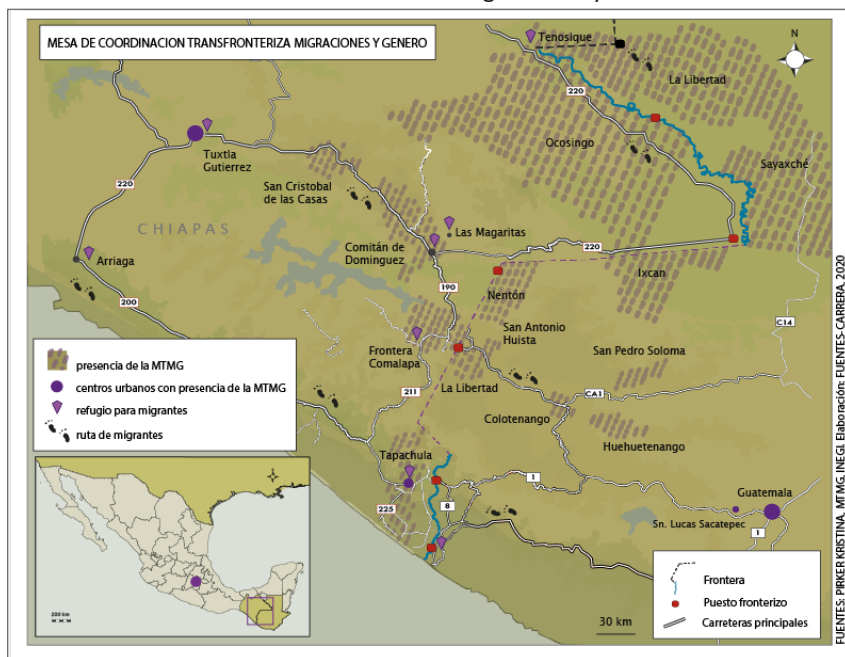 MESA DE COORDINACION TRANSFRONTERIZA MIGRACIONES Y GENERO
Tenosique
N
La Libertad
220
Ocosingo
Sayaxché
Tuxtla
Gutierrez
San Cristobal
de las Casas
220
CHIAPAS
Las Magaritas
Comitán de
Dominguez
220
Arriaga
Ixcan
190
Nentón
200
C14
San Antonio
Huista
Frontera
Comalapa
San Pedro Soloma
La Libertad
211
CA1
Colotenango
Huehuetenango
Tapachula
1
8
225
Guatemala
Sn. Lucas Sacatepec
1
presencia de la MTMG
centros urbanos con presencia de la MTMG
refugio para migrantes
ruta de migrantes
200 km
30 km
Frontera
Puesto fronterizo
Carreteras principales
FUENTES: PIRKER KRISTINA, MTMG, INEGI. Elaboración: FUENTES-CARRERA, 2020